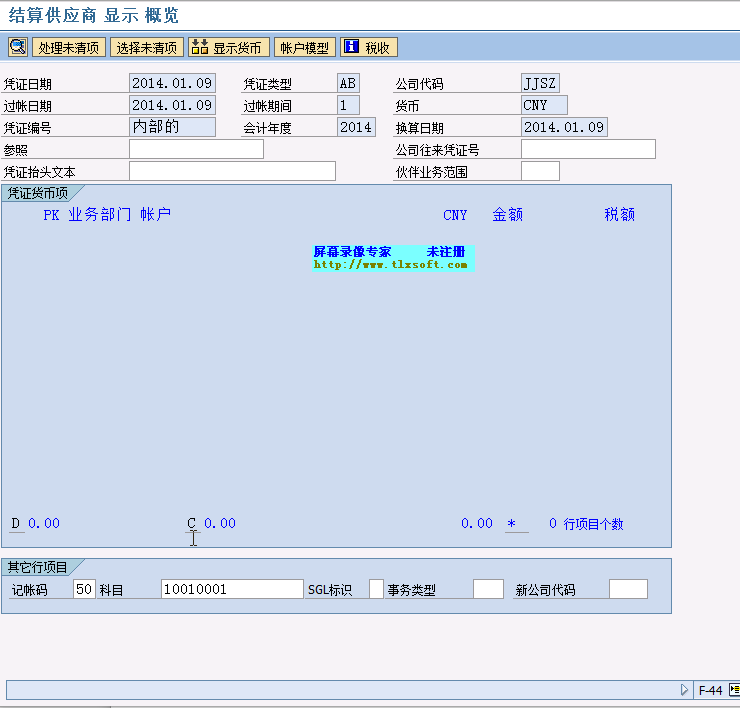 结算供应商 显示 概览
处理未清项 选择未清项 显示货币 帐户模型 税收
凭证日期 2014.01.09 凭证类型 AB 公司代码 JJSZ
过帐日期 2014.01.09 过帐期间 1 货币 CNY
凭证编号 内部的 会计年度 2014 换算日期 2014.01.09
参照 公司往来凭证号
凭证抬头文本 伙伴业务范围
凭证货币项
PK 业务部门 帐户 CNY 金额 税额
屏幕录像专家 未注册
http://www.tlxsoft.com
D 0.00 C 0.00 0.00 * 0 行项目个数
其它行项目
记帐码 50 科目 10010001 SGL标识 事务类型 新公司代码
F-44